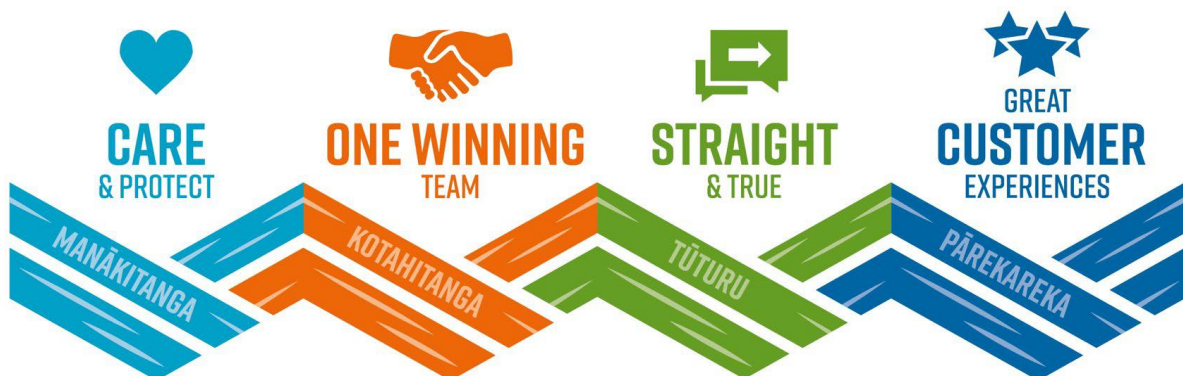 CARE
& PROTECT
ONE WINNING
TEAM
STRAIGHT
& TRUE
GREAT
CUSTOMER
EXPERIENCES
MANĀKITANGA
KOTAHITANGA
TŪTURU
PĀREKAREKA